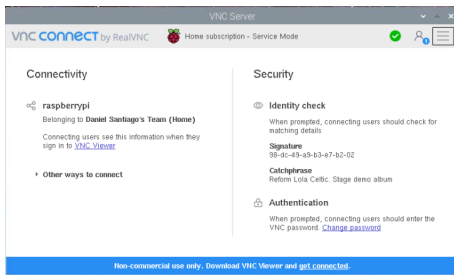 VNC Server
VNC CONNECT by RealVNC
Home subscription - Service Mode
Connectivity
raspberrypi
Belonging to Daniel Santiago's Team (Home)
Connecting users see this information when they
sign in to VNC Viewer
Other ways to connect
Security
Identity check
When prompted, connecting users should check for
matching details
Signature
98-dc-49-a9-b3-e7-b2-02
Catchphrase
Reform Lola Celtic. Stage demo album
Authentication
When prompted, connecting users should enter the
VNC password. Change password
Non-commercial use only. Download VNC Viewer and get connected.